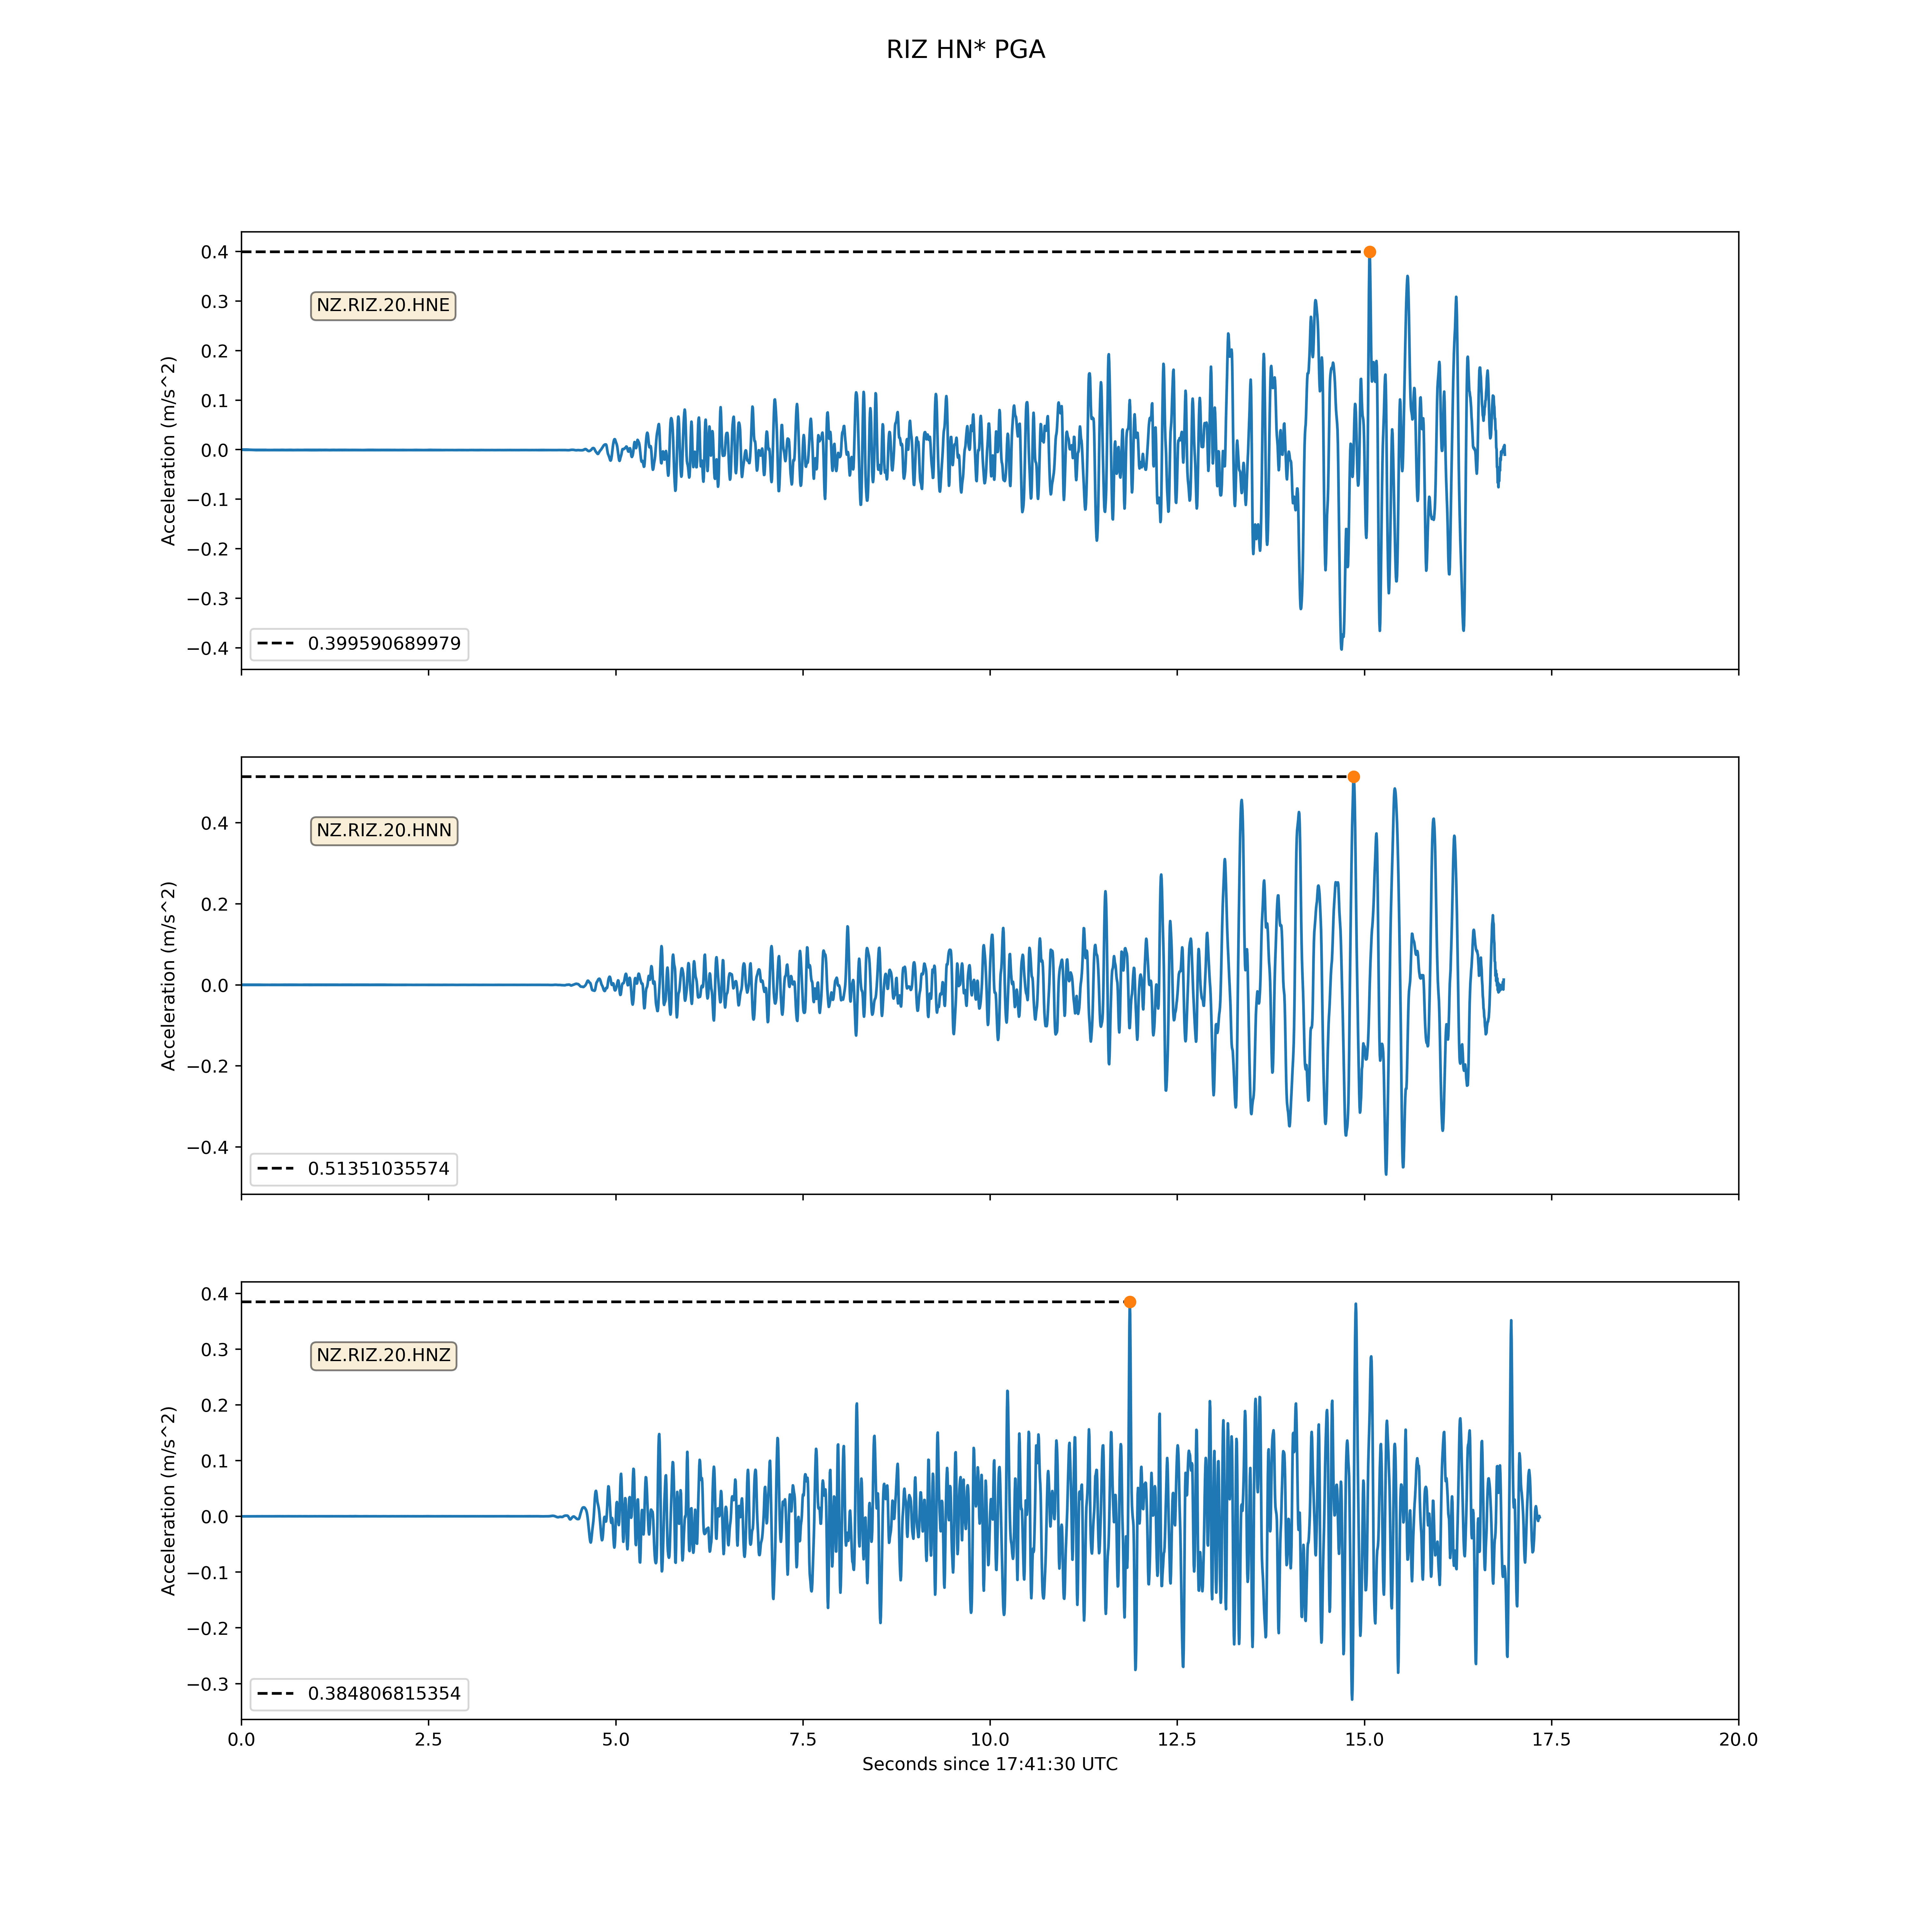 RIZ HN* PGA
0.4
0.3
0.2
0.1
0.0
−0.1
−0.2
−0.3
−0.4
Acceleration (m/s^2)
NZ.RIZ.20.HNE
0.399590689979
0.4
0.2
0.0
−0.2
−0.4
Acceleration (m/s^2)
NZ.RIZ.20.HNN
0.51351035574
0.4
0.3
0.2
0.1
0.0
−0.1
−0.2
−0.3
Acceleration (m/s^2)
NZ.RIZ.20.HNZ
0.384806815354
0.0 2.5 5.0 7.5 10.0 12.5 15.0 17.5 20.0
Seconds since 17:41:30 UTC